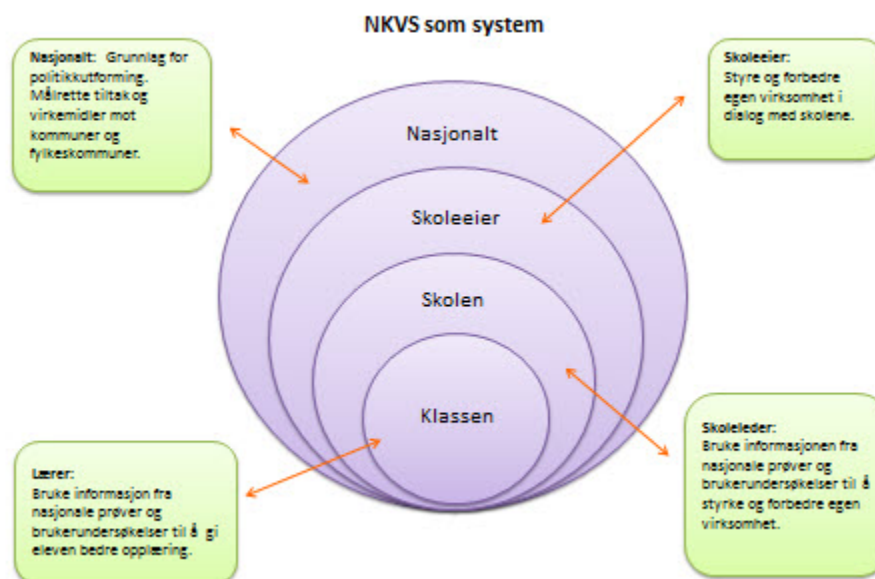 NKVS som system
Nasjonalt: Grunnlag for
politikkutforming.
Målrette tiltak og
virkemidler mot
kommuner og
fylkeskommuner.
Skoleeier:
Styre og forbedre
egen virksomhet i
dialog med skolene.
Nasjonalt
Skoleeier
Skolen
Klassen
Lærer:
Bruke informasjon fra
nasjonale prøver og
brukerundersøkelser til å gi
eleven bedre opplæring.
Skoleleder:
Bruke informasjonen fra
nasjonale prøver og
brukerundersøkelser til å
styrke og forbedre egen
virksomhet.